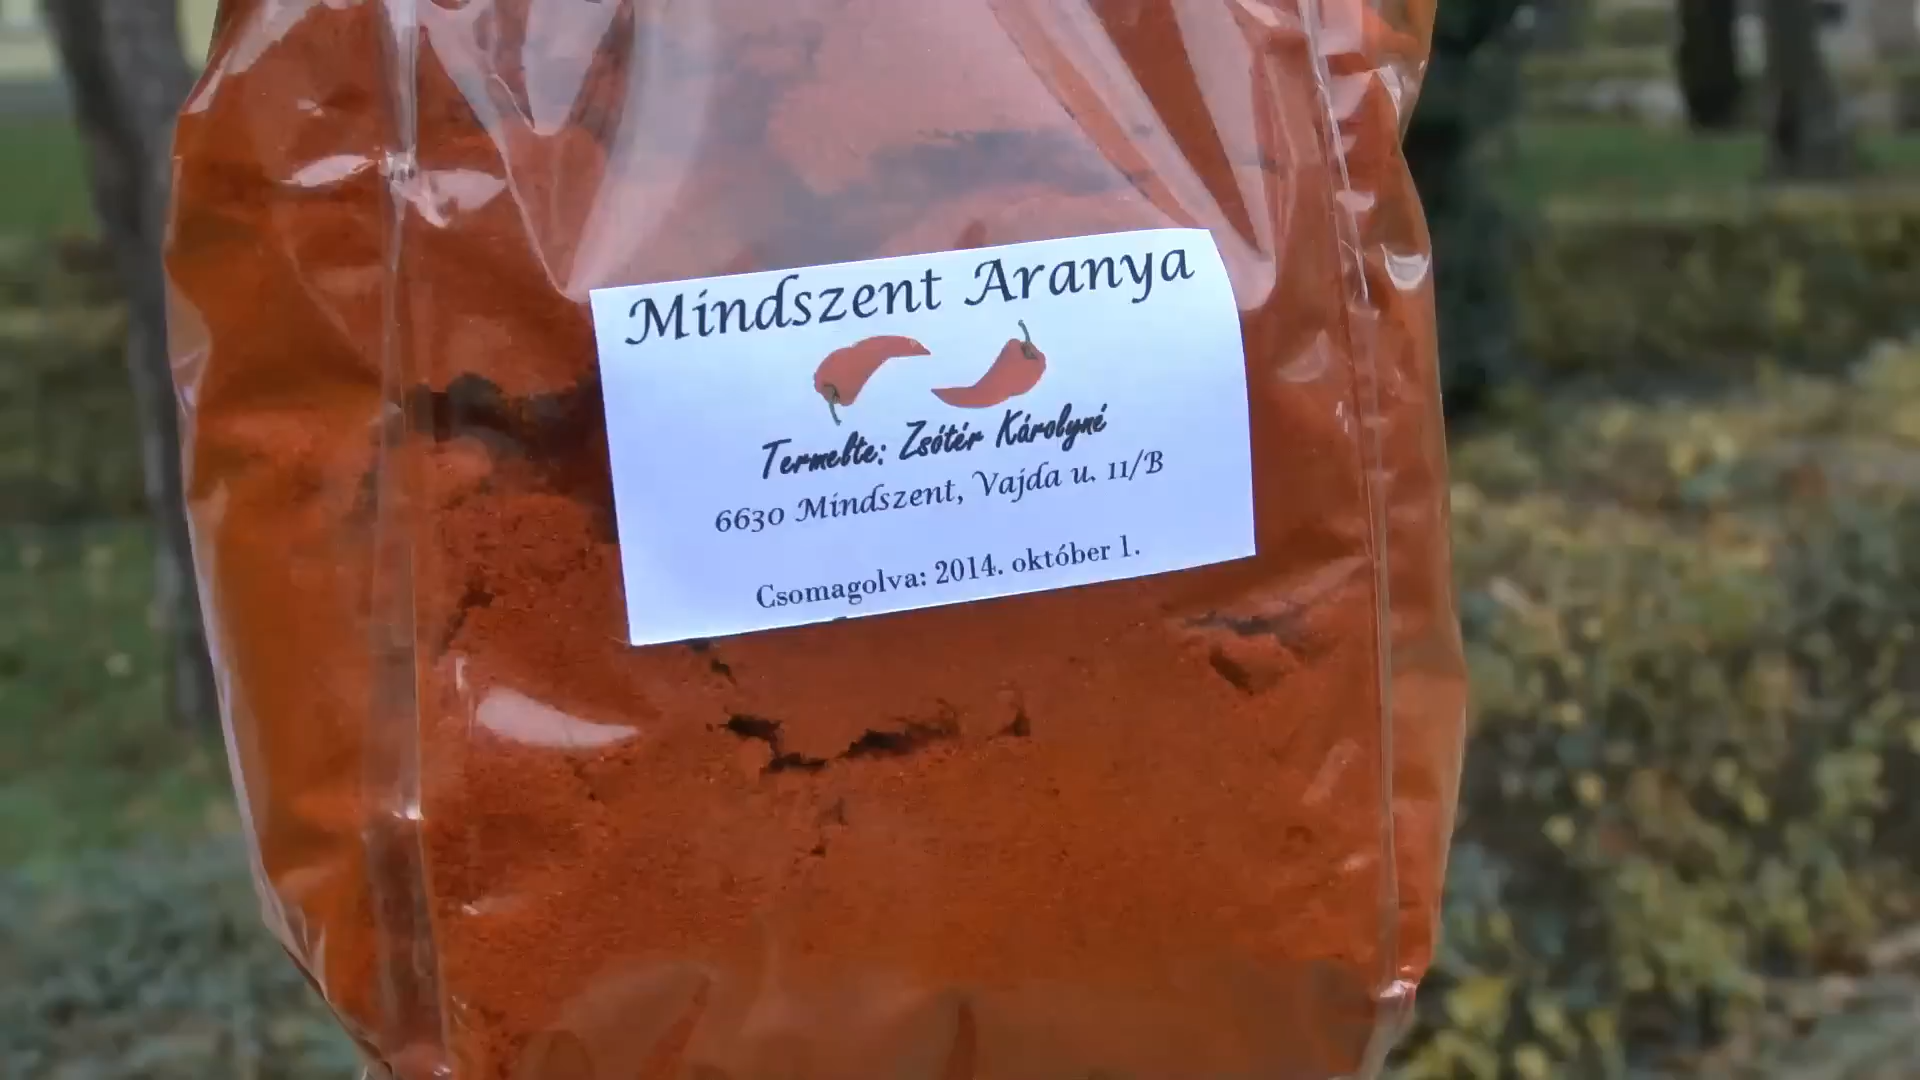 Mindszent Aranya
Termelte: Zsótér Károlyné
6630 Mindszent, Vajda u. 11/B
Csomagolva: 2014. október 1.